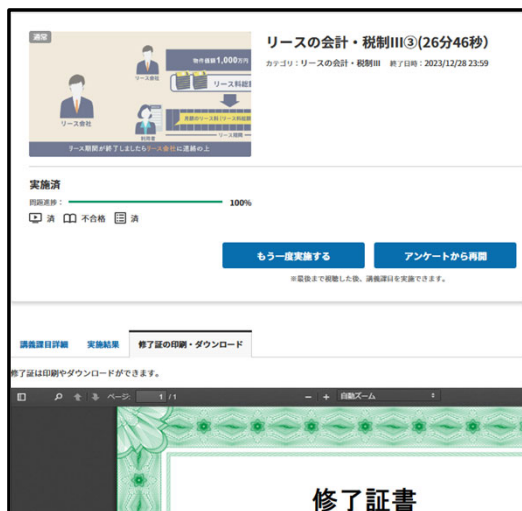 通常
物件価額1,000万円
リース会社
リース料総
リース会社
利用者
リース期間
リース期間が終了しましたらリース会社に連絡の上
リースの会計・税制III③(26分46秒)
カテゴリ：リースの会計・税制III 終了日時：2023/12/28 23:59
実施済
問題進捗： 100%
済 不合格 済
もう一度実施する アンケートから再開
※最後まで視聴した後、講義課目を実施できます。
講義課目詳細 実施結果 修了証の印刷・ダウンロード
修了証は印刷やダウンロードができます。
ページ: 1 /1 − + 自動ズーム
修了証書